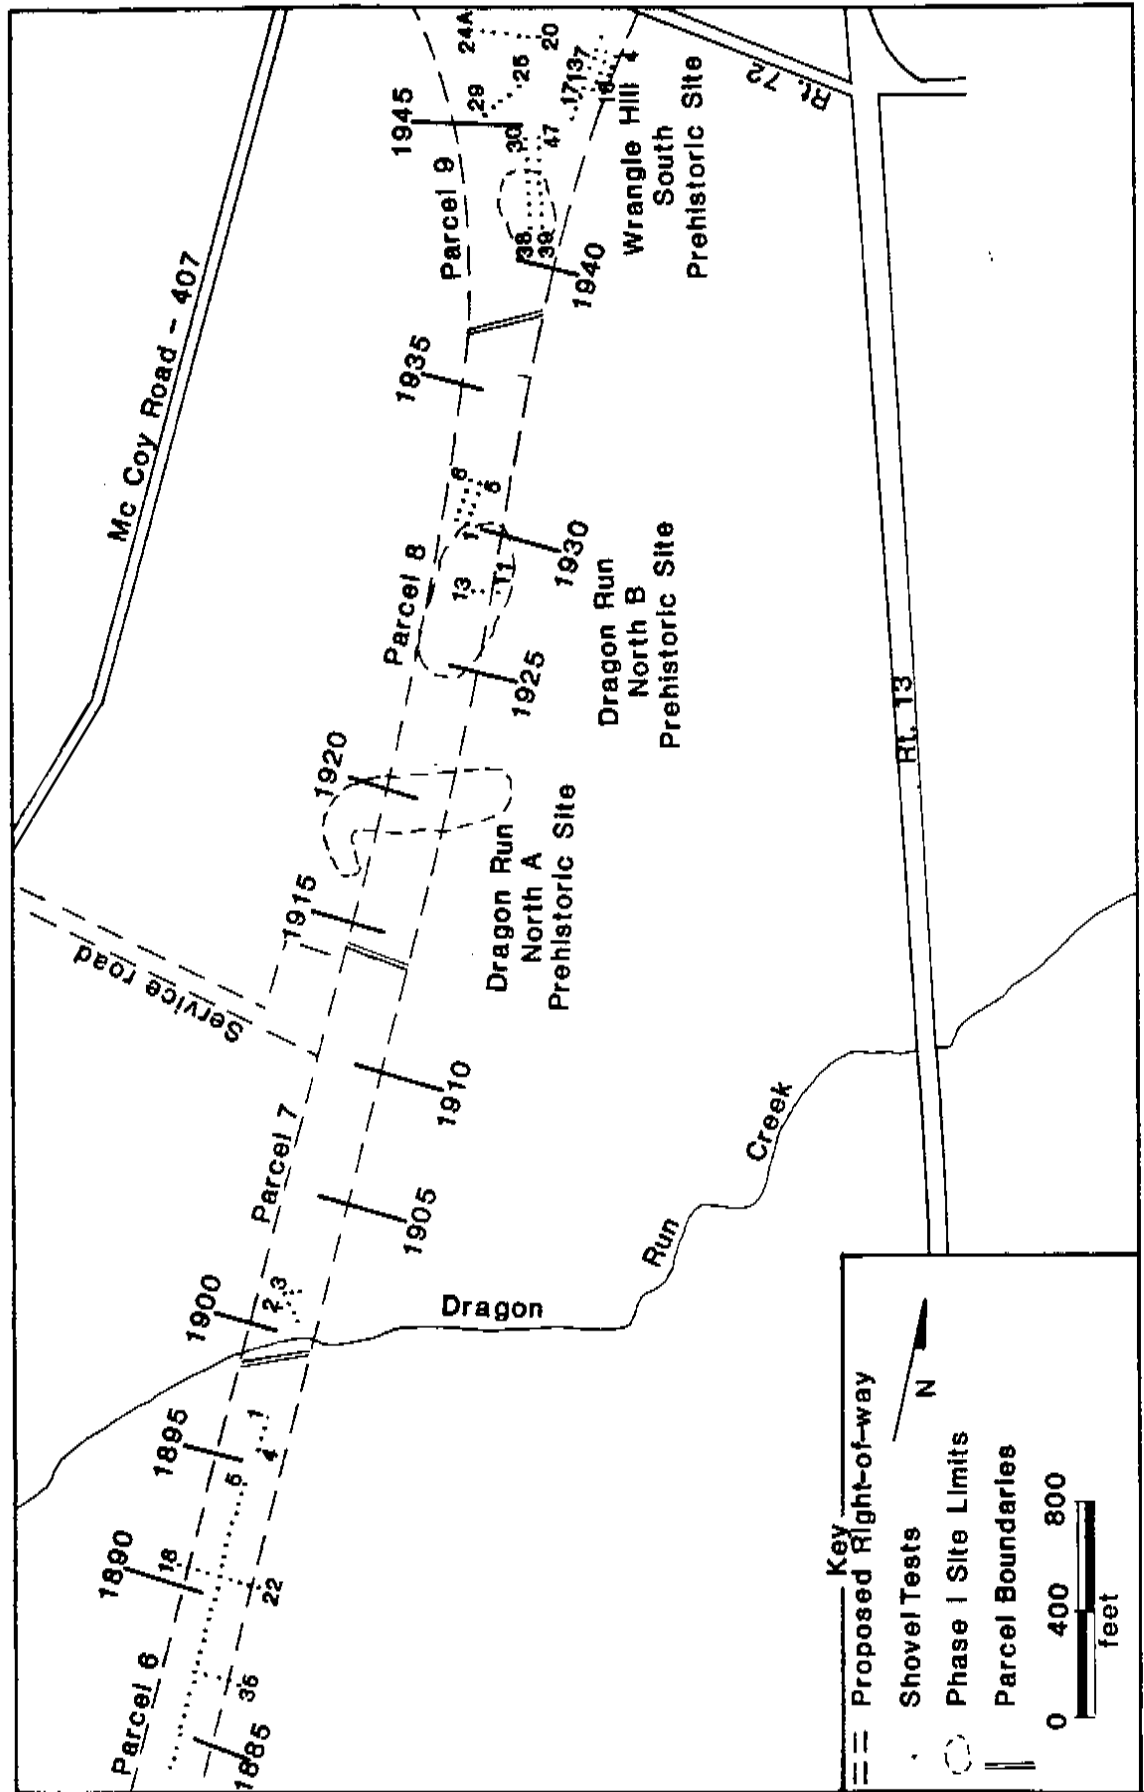 Mc Coy Road - 407
Service road
Parcel 6
Parcel 7
Parcel 8
Parcel 9
1885
1890
1895
1900
1905
1910
1915
1920
1925
1930
1935
1940
1945
35
18
22
5
4
1
2
3
13
11
1
8
6
38
39
30
47
29
25
24A
20
17
13
7
4
Dragon Run
North A
Prehistoric Site
Dragon Run
North B
Prehistoric Site
Wrangle Hill
South
Prehistoric Site
Rt. 72
Rt. 13
Dragon
Run
Creek
Key
Proposed Right-of-way
Shovel Tests
Phase I Site Limits
Parcel Boundaries
N
0 400 800
feet